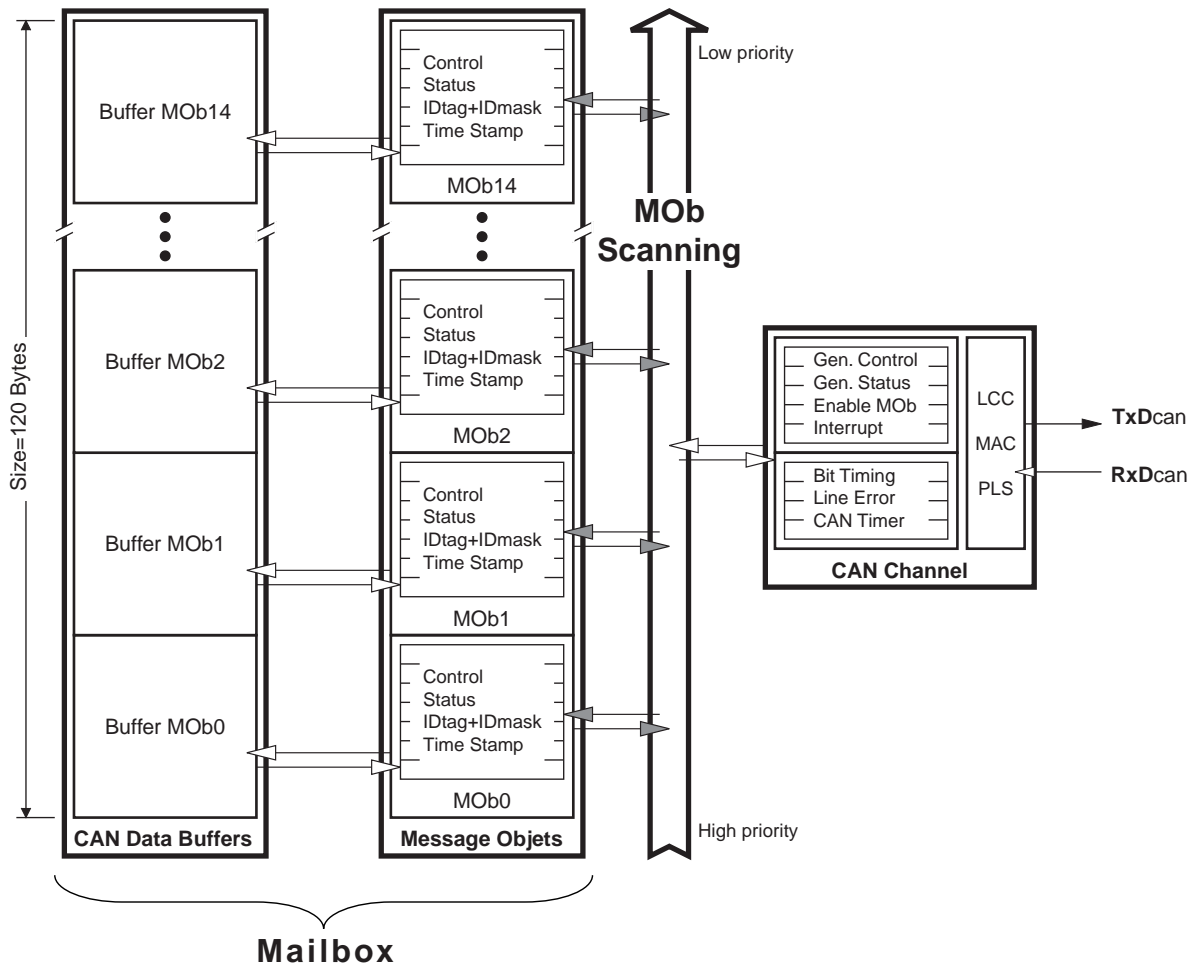 Size=120 Bytes
Buffer MOb14
Buffer MOb2
Buffer MOb1
Buffer MOb0
CAN Data Buffers
Control
Status
IDtag+IDmask
Time Stamp
MOb14
Control
Status
IDtag+IDmask
Time Stamp
MOb2
Control
Status
IDtag+IDmask
Time Stamp
MOb1
Control
Status
IDtag+IDmask
Time Stamp
MOb0
Message Objets
Mailbox
Low priority
MOb
Scanning
High priority
Gen. Control
Gen. Status
Enable MOb
Interrupt
Bit Timing
Line Error
CAN Timer
LCC
MAC
PLS
CAN Channel
TxDcan
RxDcan